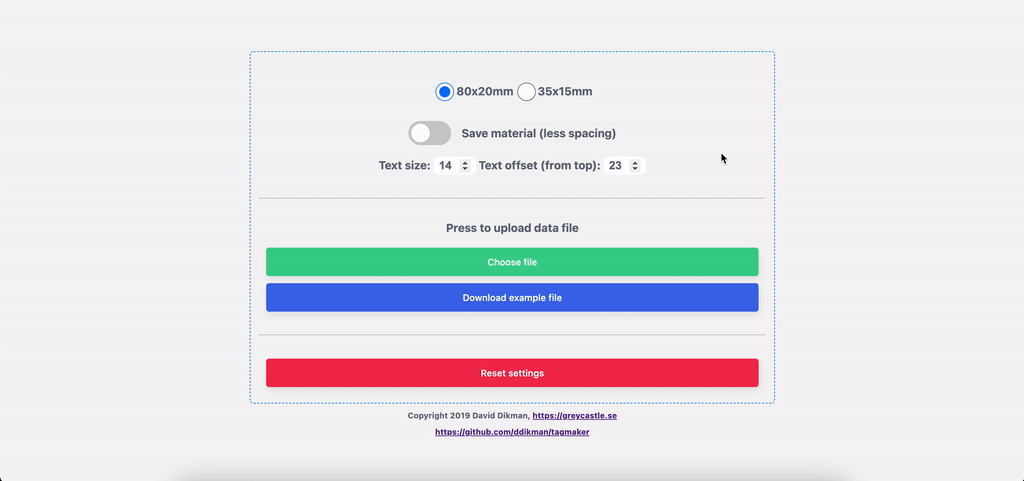 80x20mm 35x15mm
Save material (less spacing)
Text size: 14 Text offset (from top): 23
Press to upload data file
Choose file
Download example file
Reset settings
Copyright 2019 David Dikman, https://greycastle.se
https://github.com/ddikman/tagmaker